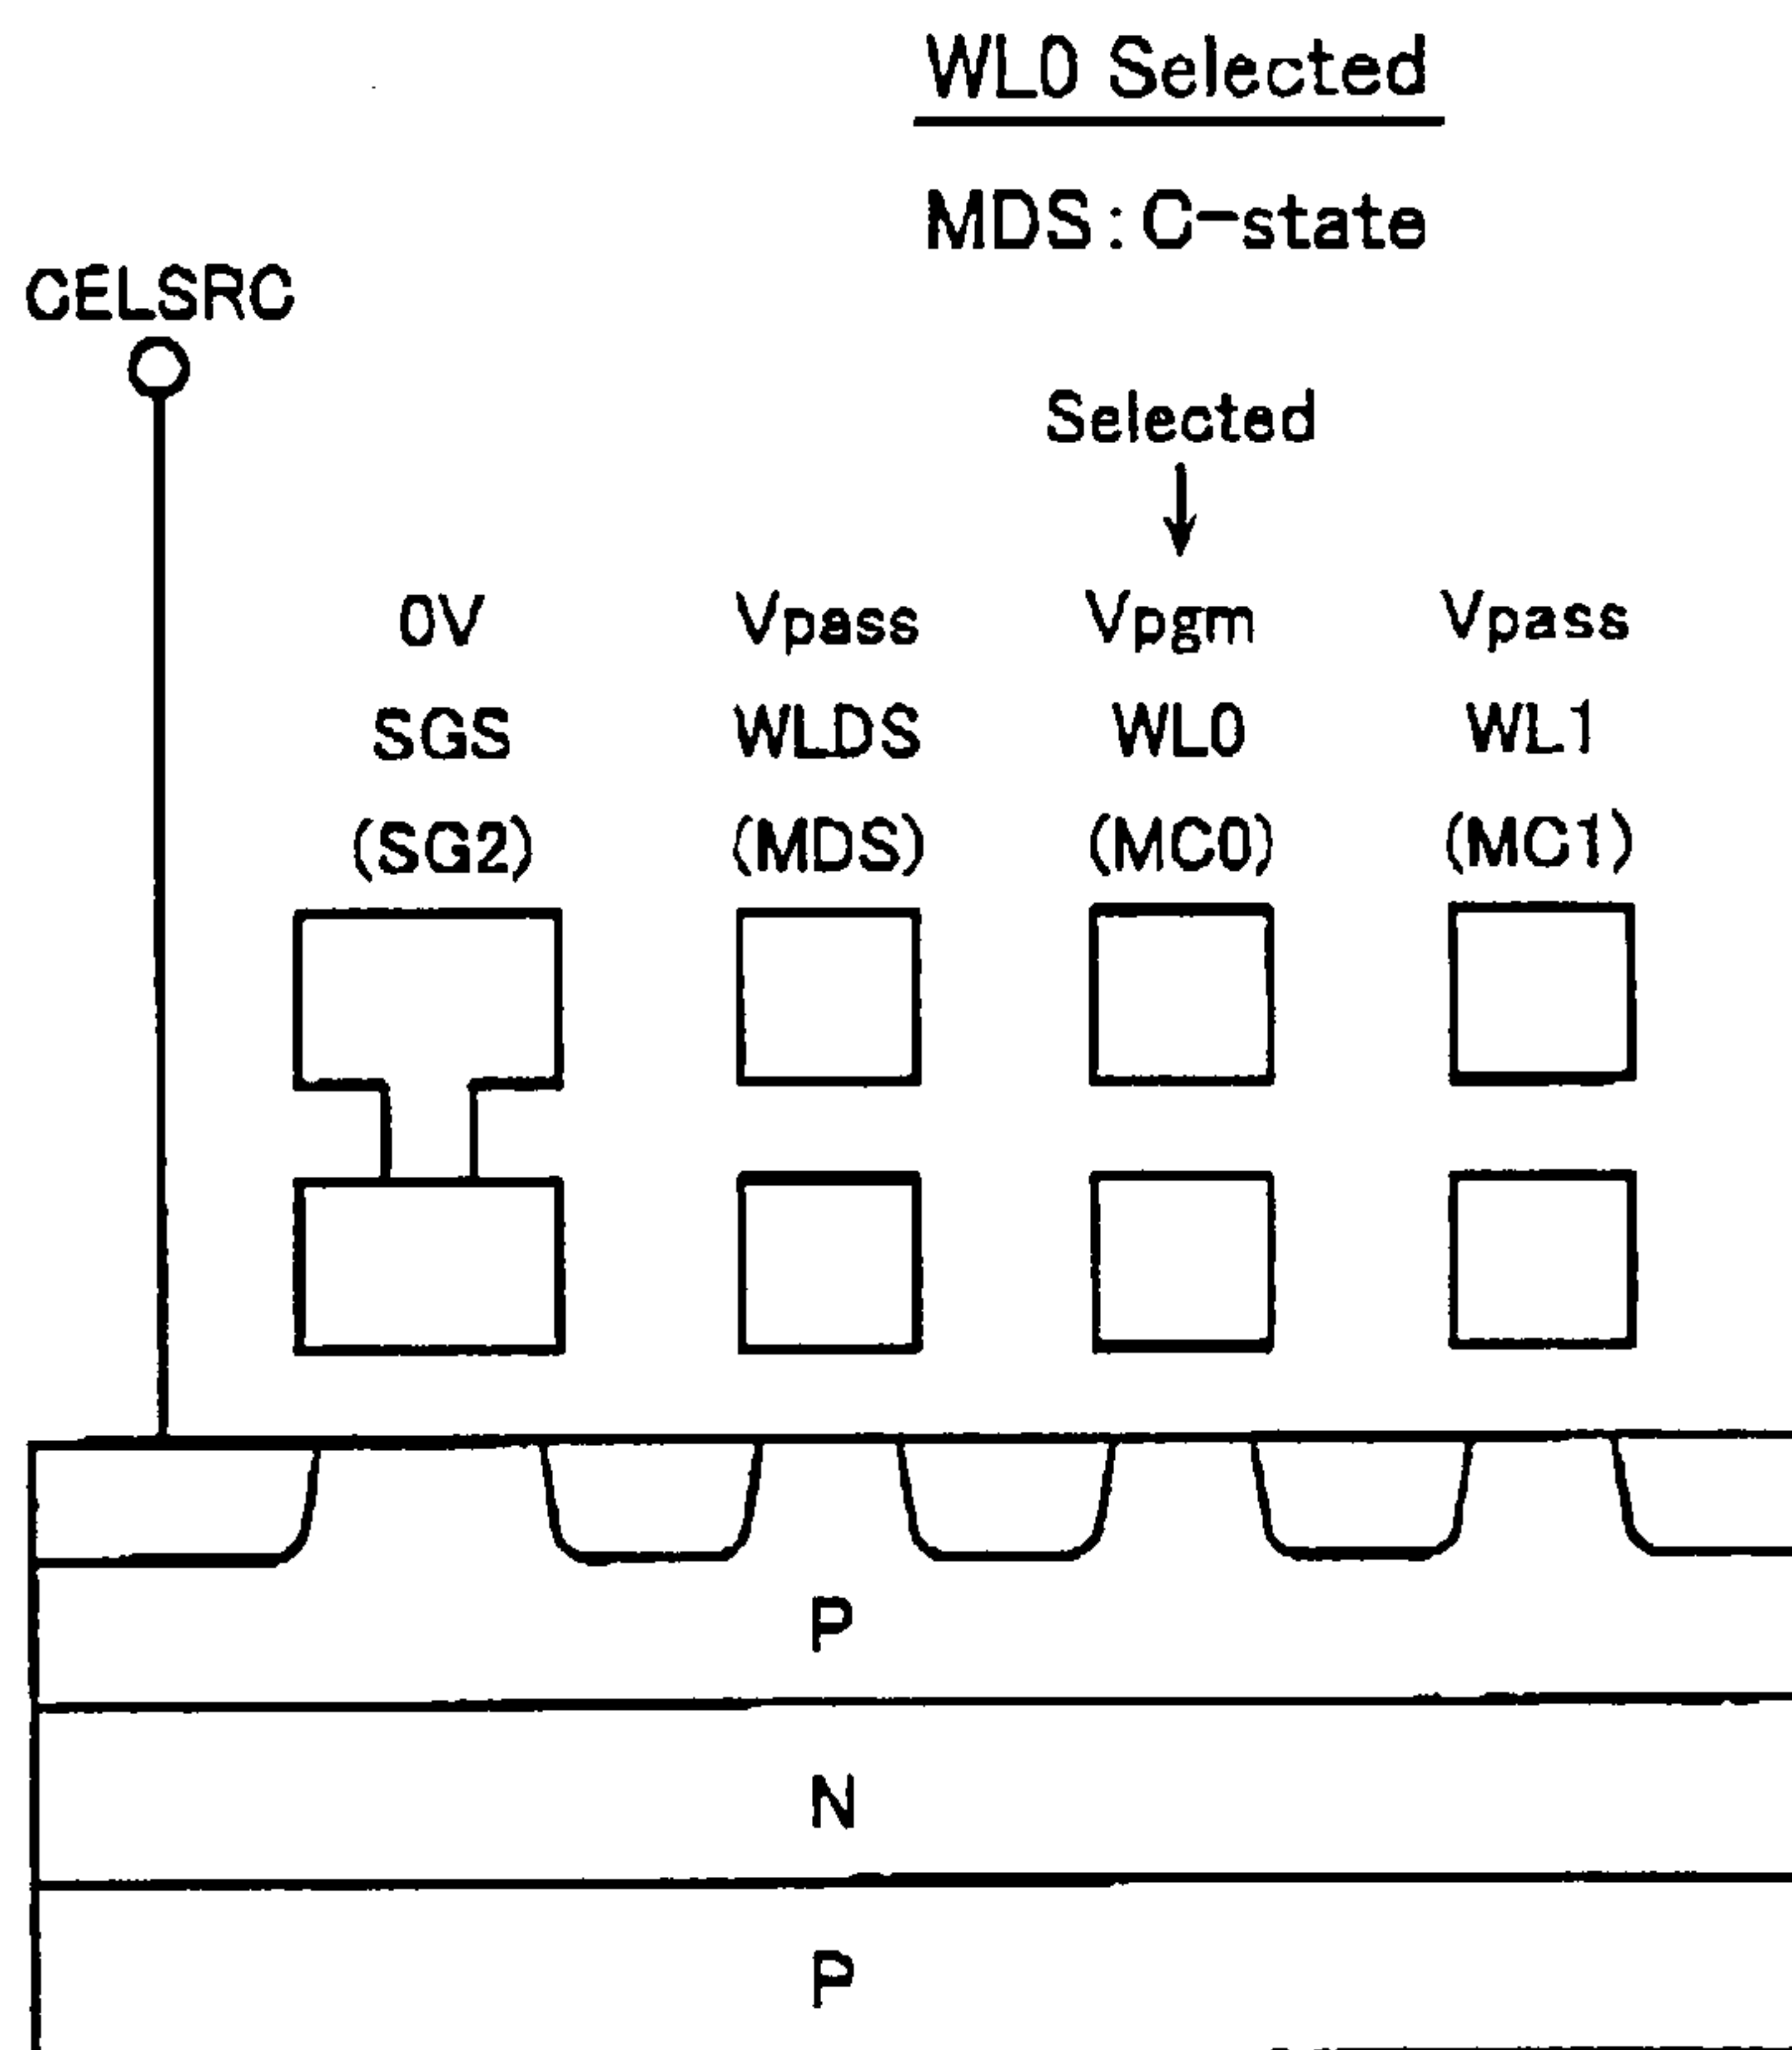 WL0 Selected
MDS:C-state
CELSRC
Selected
0V Vpass Vpgm Vpass
SGS WLDS WL0 WL1
(SG2) (MDS) (MC0) (MC1)
P
N
P